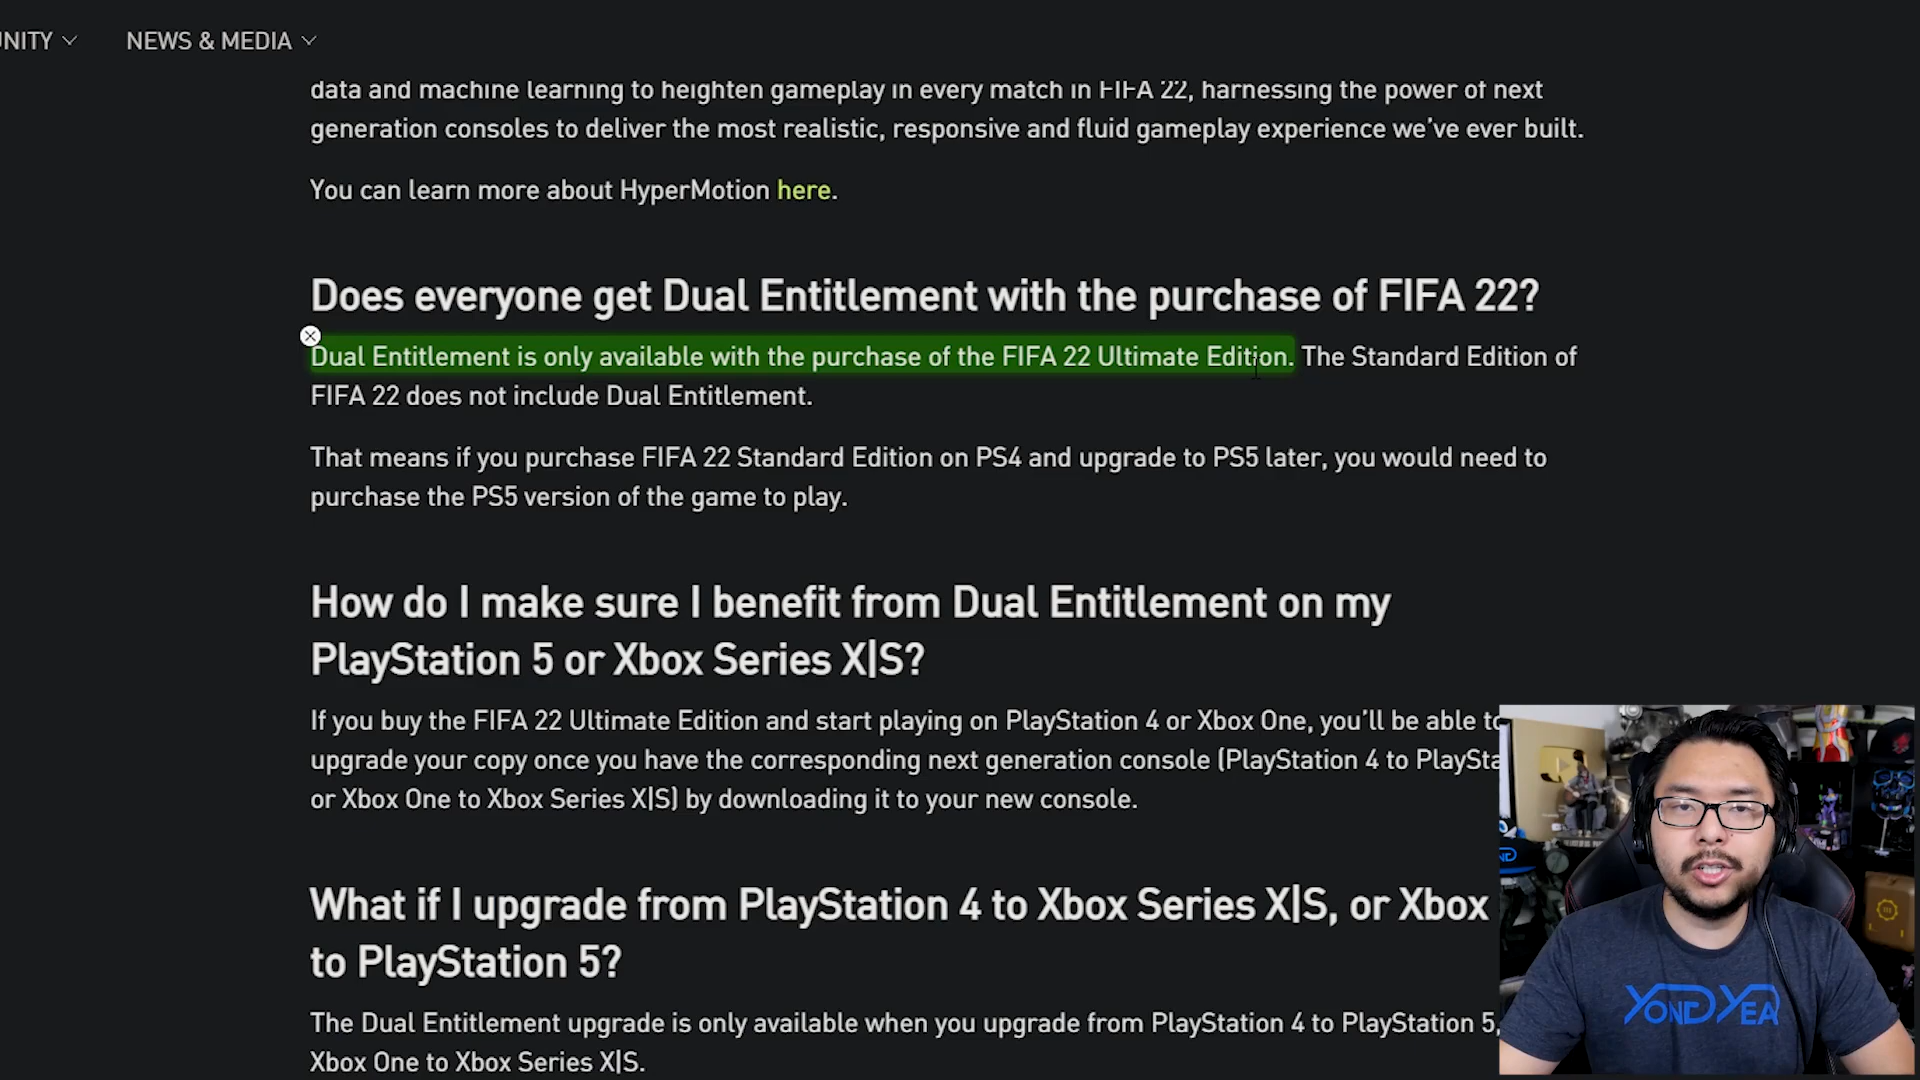 NEWS & MEDIA
data and machine learning to heighten gameplay in every match in FIFA 22, harnessing the power of next
generation consoles to deliver the most realistic, responsive and fluid gameplay experience we've ever built.
You can learn more about HyperMotion here.
Does everyone get Dual Entitlement with the purchase of FIFA 22?
Dual Entitlement is only available with the purchase of the FIFA 22 Ultimate Edition. The Standard Edition of
FIFA 22 does not include Dual Entitlement.
That means if you purchase FIFA 22 Standard Edition on PS4 and upgrade to PS5 later, you would need to
purchase the PS5 version of the game to play.
How do I make sure I benefit from Dual Entitlement on my
PlayStation 5 or Xbox Series X|S?
If you buy the FIFA 22 Ultimate Edition and start playing on PlayStation 4 or Xbox One, you'll be able to
upgrade your copy once you have the corresponding next generation console (PlayStation 4 to PlaySta
or Xbox One to Xbox Series X|S) by downloading it to your new console.
What if I upgrade from PlayStation 4 to Xbox Series X|S, or Xbox
to PlayStation 5?
The Dual Entitlement upgrade is only available when you upgrade from PlayStation 4 to PlayStation 5,
Xbox One to Xbox Series X|S.
YONGYEA